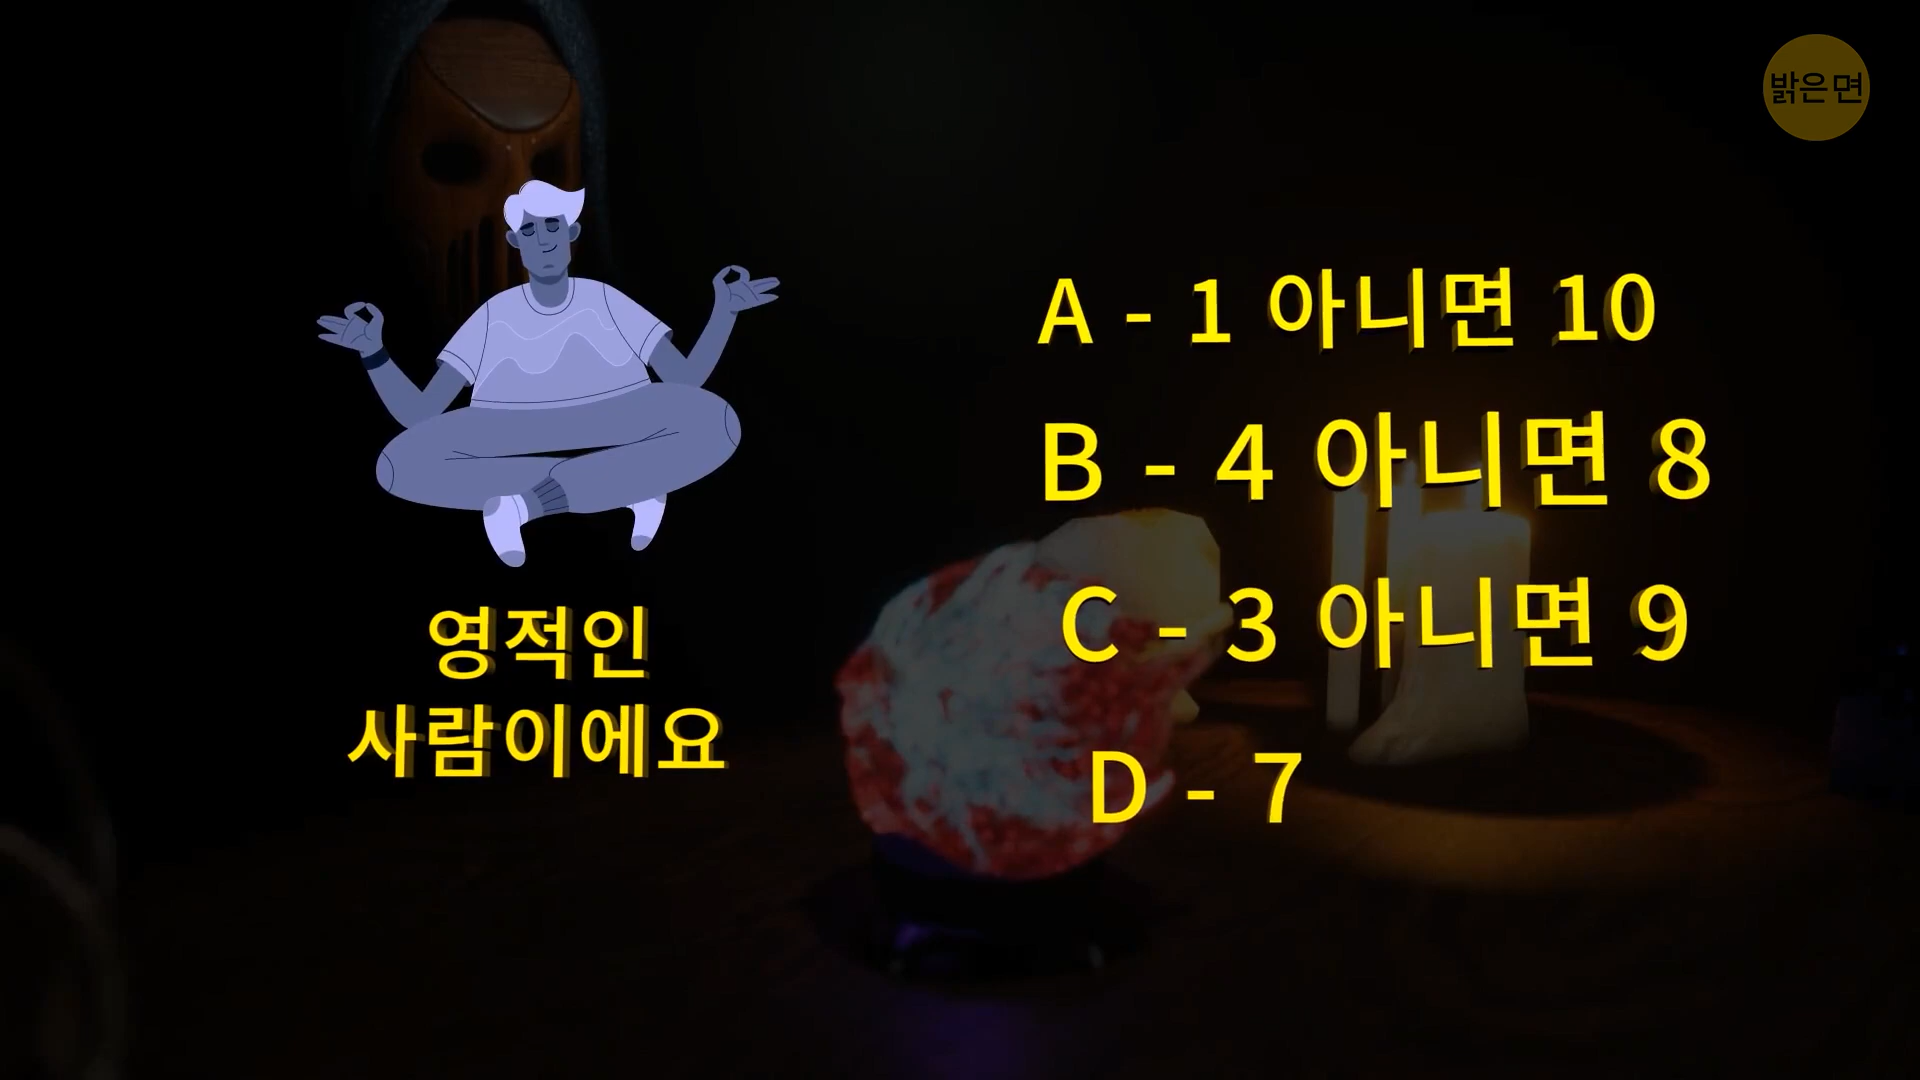 밝은면
A - 1 아니면 10
B - 4 아니면 8
C - 3 아니면 9
D - 7
영적인
사람이에요